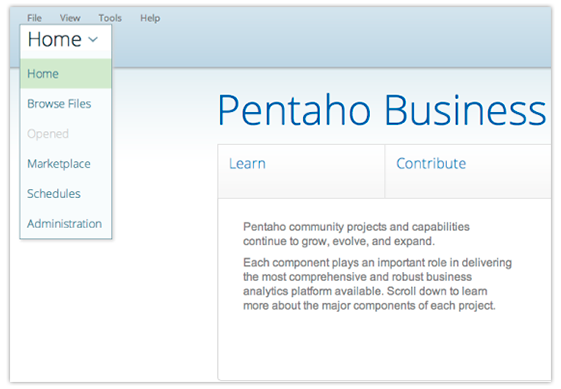 File View Tools Help
Home
Home
Browse Files
Opened
Marketplace
Schedules
Administration
Pentaho Business
Learn Contribute
Pentaho community projects and capabilities
continue to grow, evolve, and expand.
Each component plays an important role in delivering
the most comprehensive and robust business
analytics platform available. Scroll down to learn
more about the major components of each project.